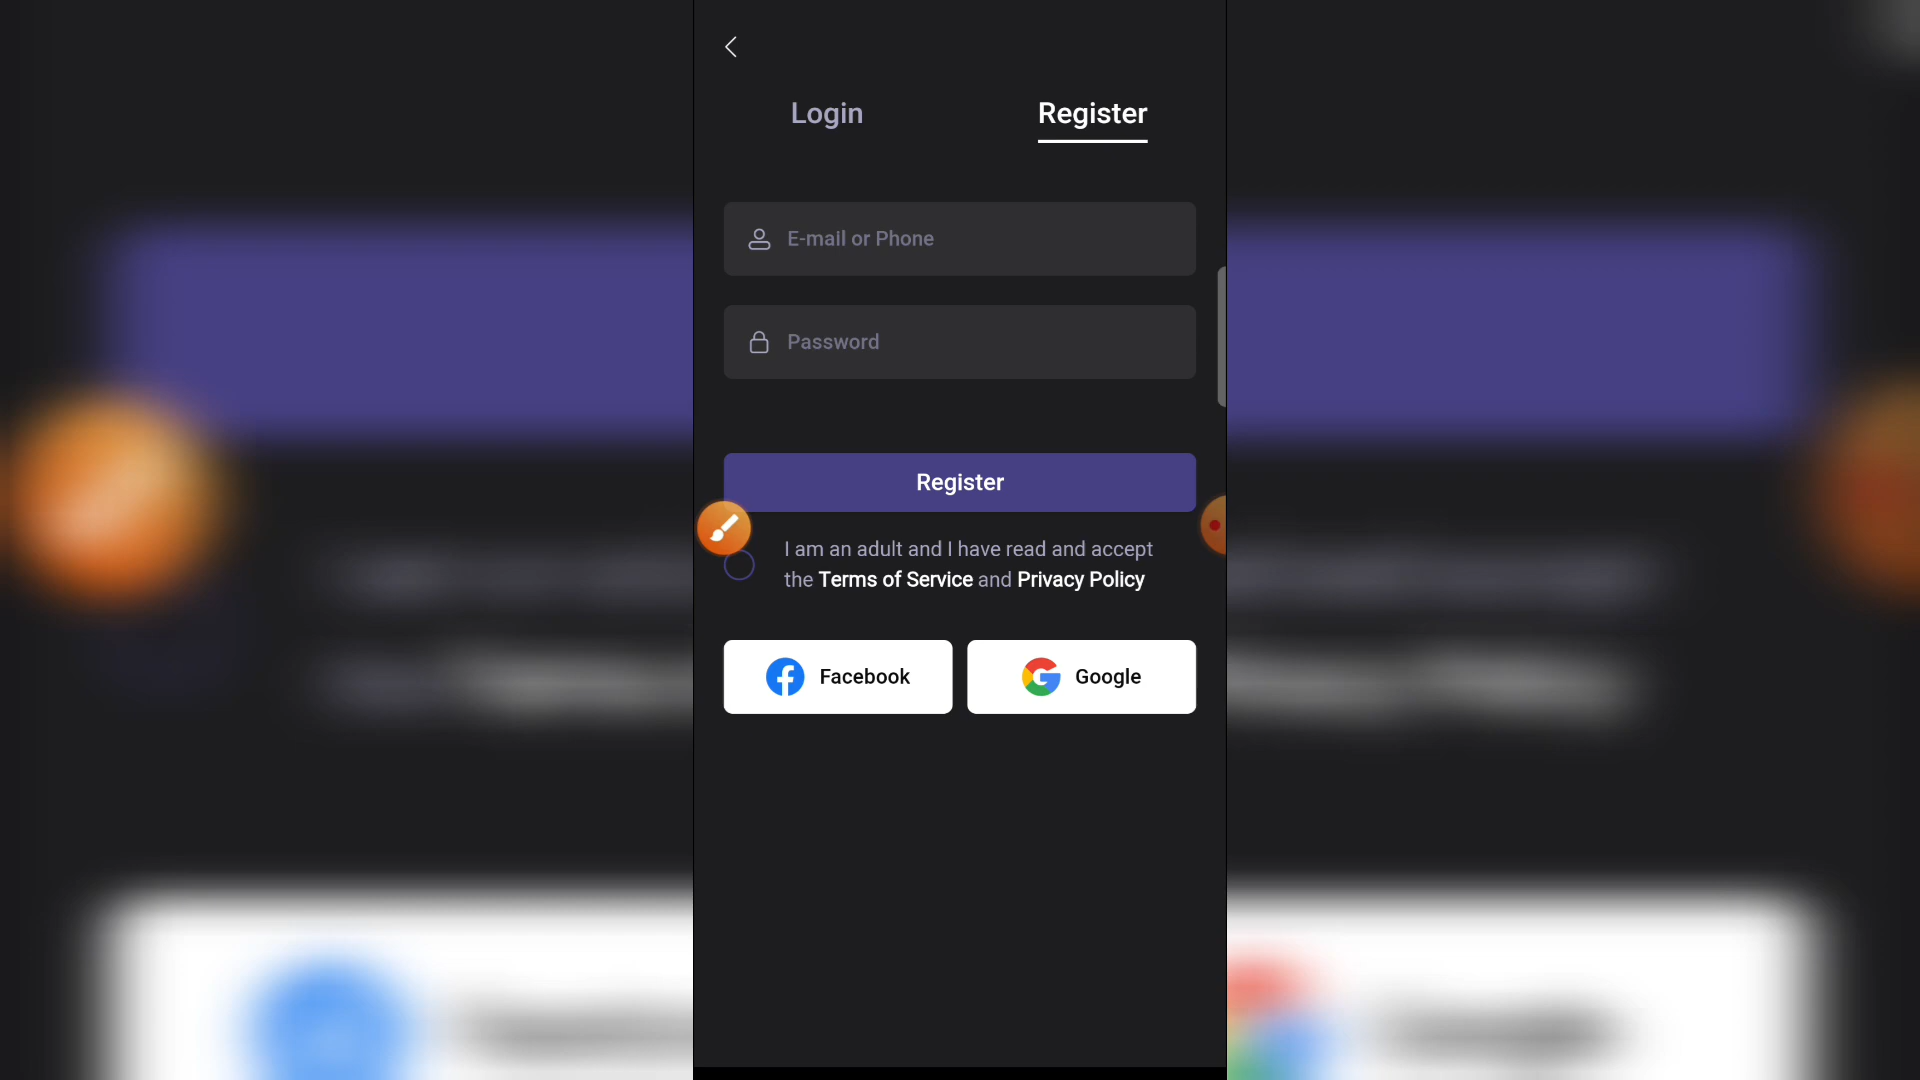 Login
Register
E-mail or Phone
Password
Register
I am an adult and I have read and accept
the Terms of Service and Privacy Policy
Facebook
Google